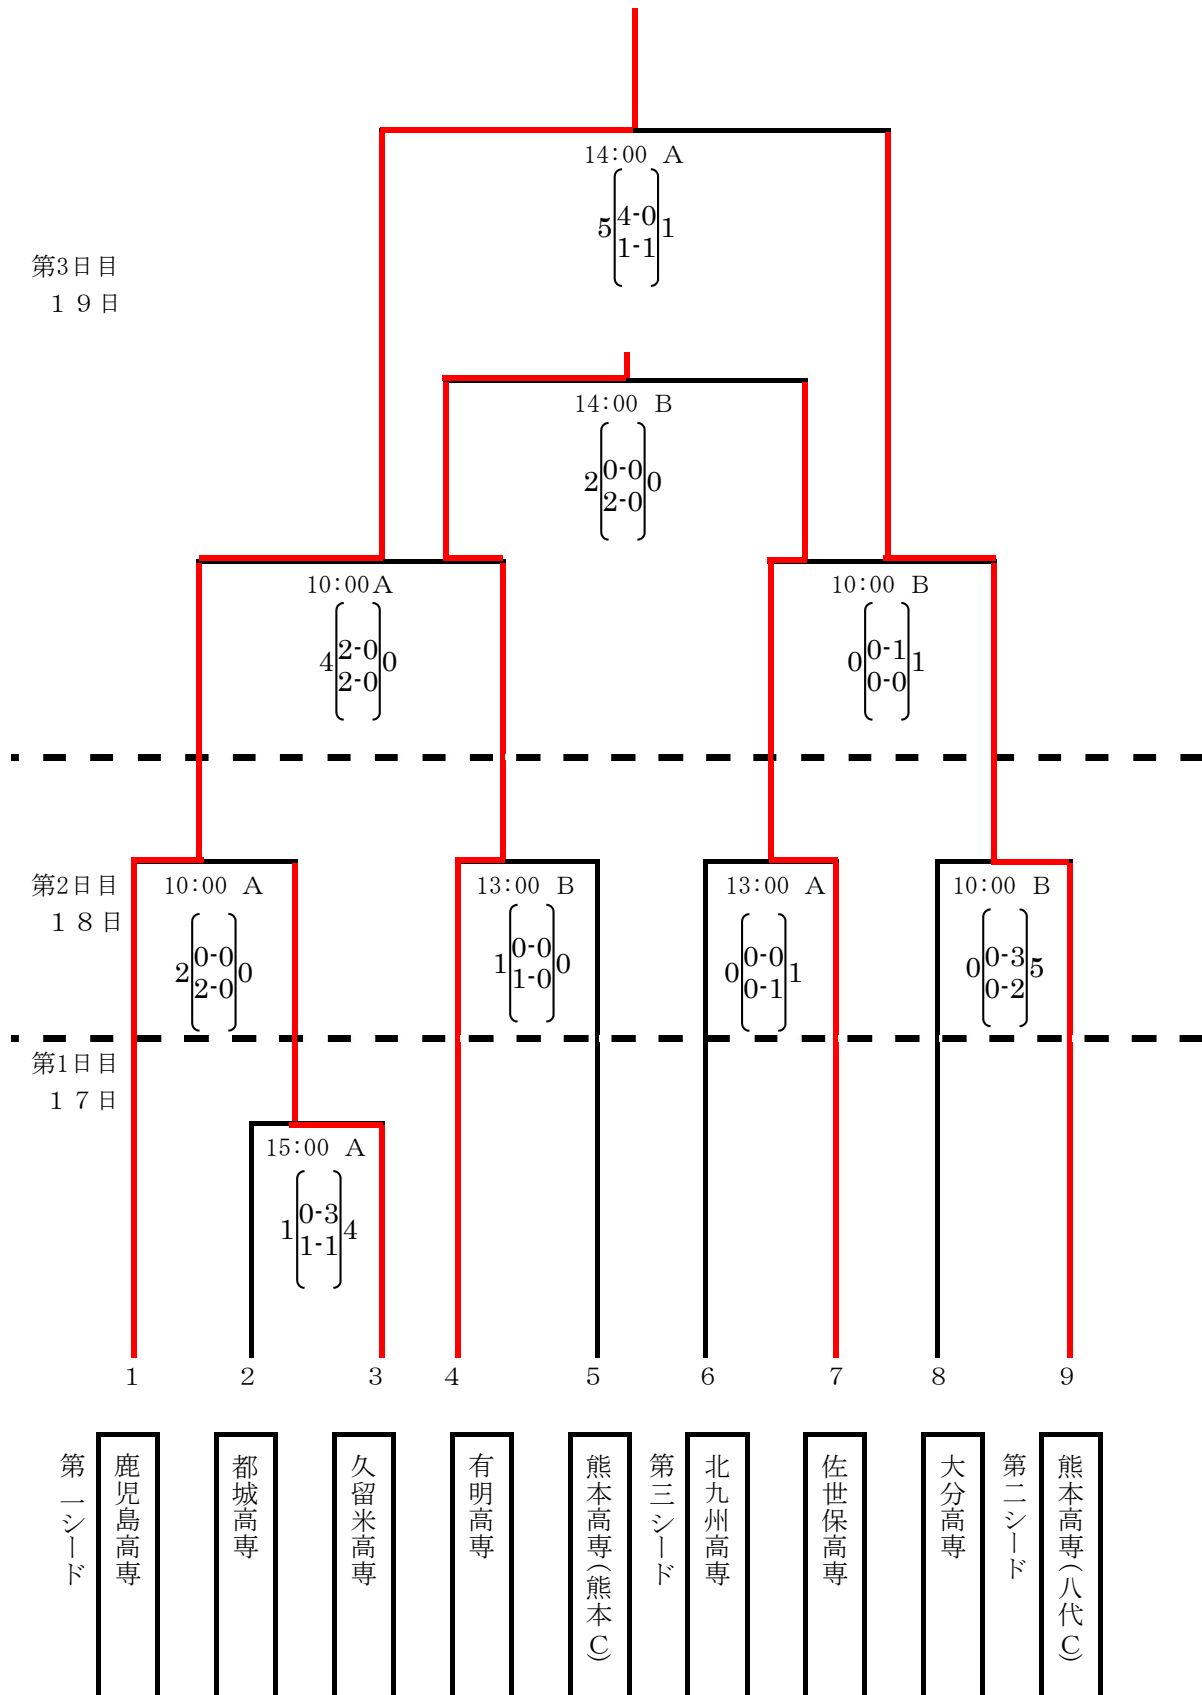 14:00 A
5 4-0 1
1-1
第3日目
１９日
14:00 B
2 0-0 0
2-0
10:00 A
4 2-0 0
2-0
10:00 B
0 0-1 1
0-0
第2日目
１８日
10:00 A
2 0-0 0
2-0
13:00 B
1 0-0 0
1-0
13:00 A
0 0-0 1
0-1
10:00 B
0 0-3 5
0-2
第1日目
１７日
15:00 A
1 0-3 4
1-1
1 2 3 4 5 6 7 8 9
第一シード
鹿児島高専
都城高専
久留米高専
有明高専
熊本高専(熊本C)
第三シード
北九州高専
佐世保高専
大分高専
第二シード
熊本高専(八代C)